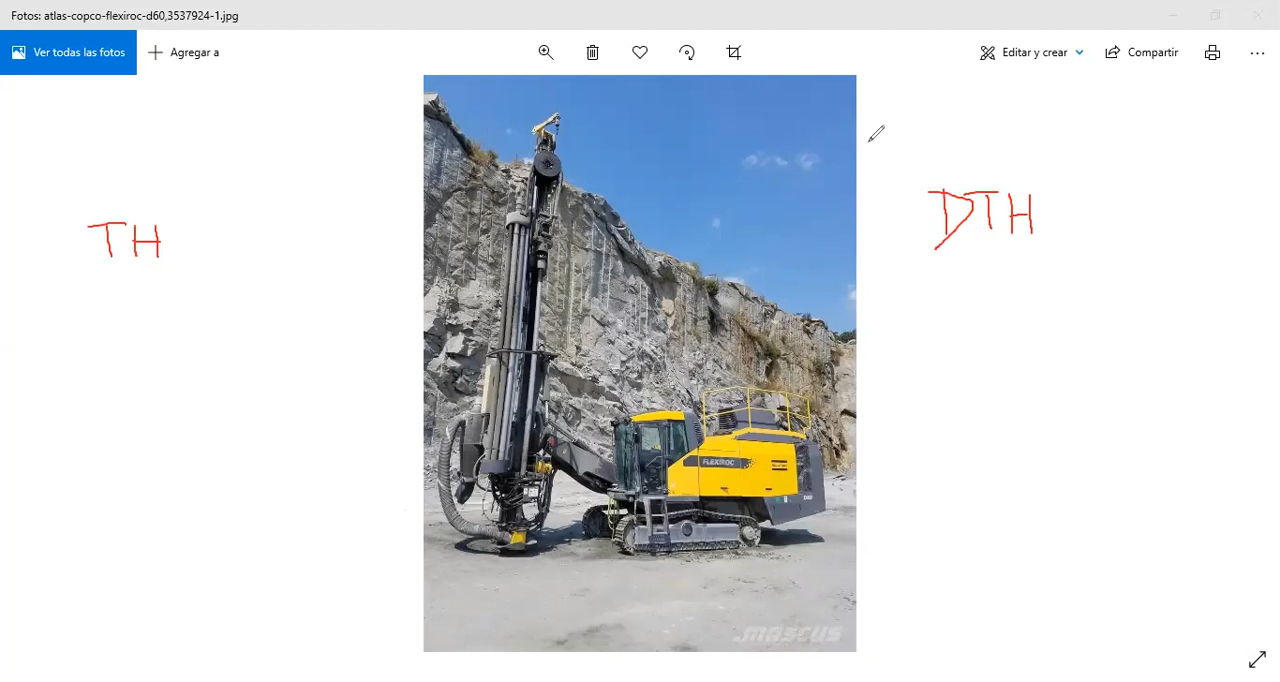 Fotos: atlas-copco-flexiroc-d60,3537924-1.jpg
Ver todas las fotos
Agregar a
Editar y crear
Compartir
TH
DTH
FLEXIROC
mascus